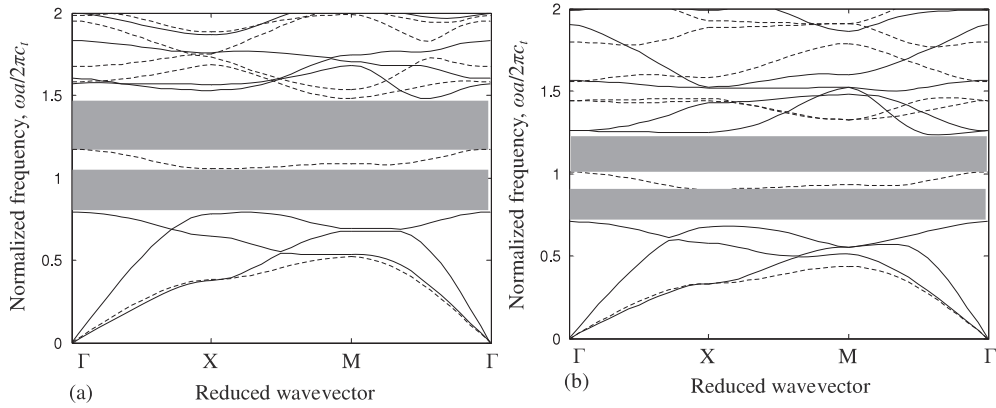 Normalized frequency, ωa/2πc_t
2
1.5
1
0.5
0
Γ X M Γ
(a) Reduced wavevector
Normalized frequency, ωa/2πc_t
2
1.5
1
0.5
0
Γ X M Γ
(b) Reduced wavevector